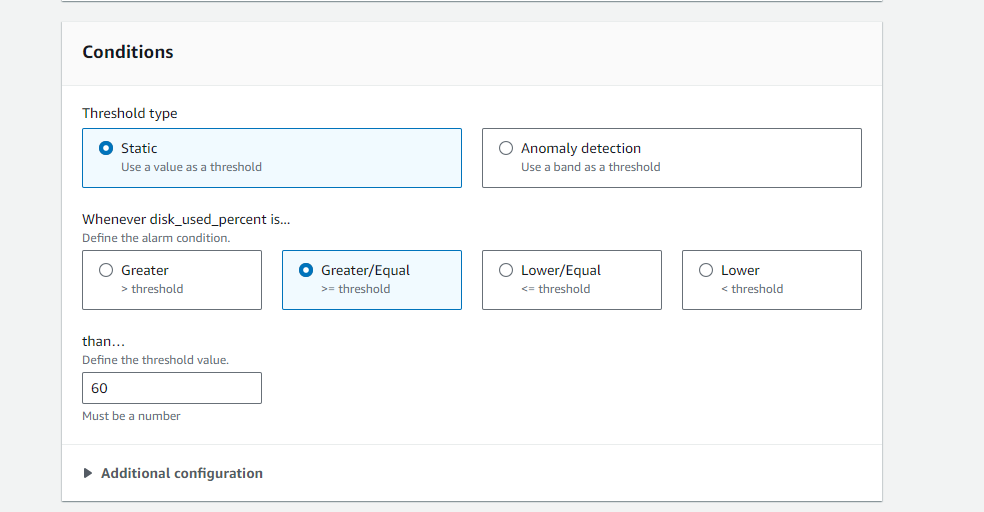 Conditions
Threshold type
Static
Use a value as a threshold
Anomaly detection
Use a band as a threshold
Whenever disk_used_percent is...
Define the alarm condition.
Greater
> threshold
Greater/Equal
>= threshold
Lower/Equal
<= threshold
Lower
< threshold
than…
Define the threshold value.
60
Must be a number
Additional configuration